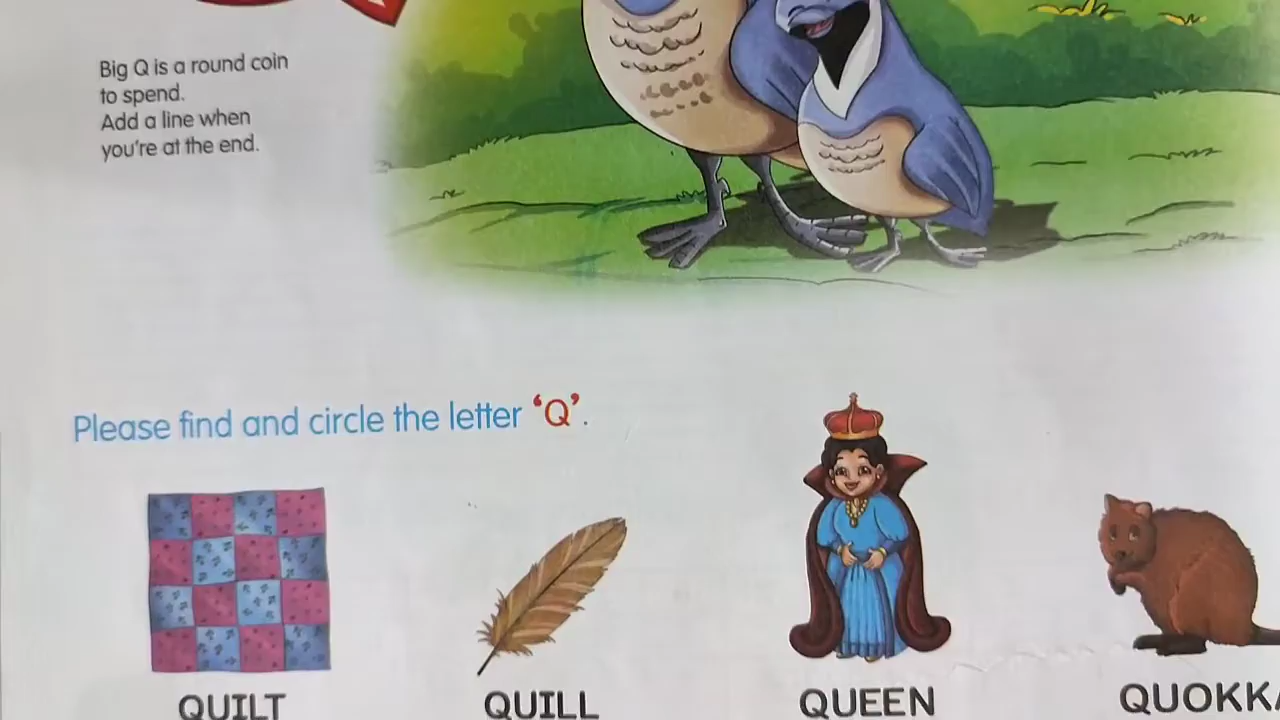 Big Q is a round coin
to spend.
Add a line when
you're at the end.
Please find and circle the letter ‘Q’.
QUILT
QUILL
QUEEN
QUOKKA